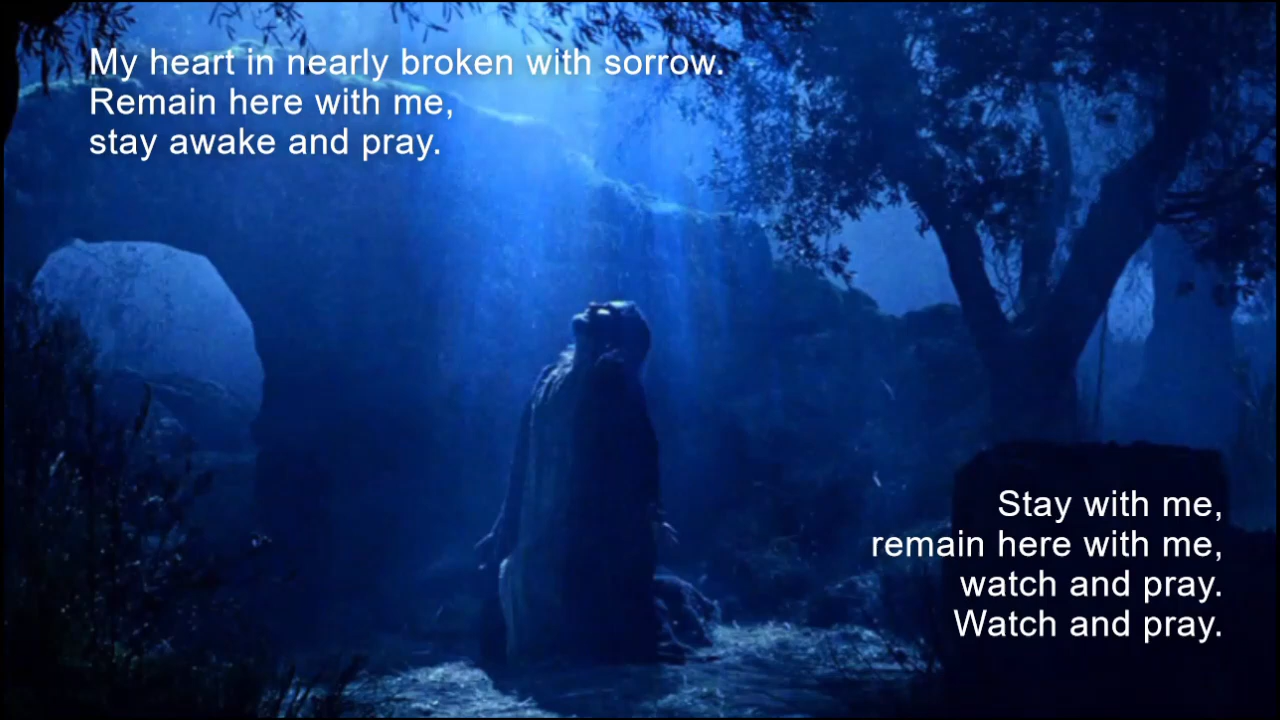 My heart in nearly broken with sorrow.
Remain here with me,
stay awake and pray.
Stay with me,
remain here with me,
watch and pray.
Watch and pray.